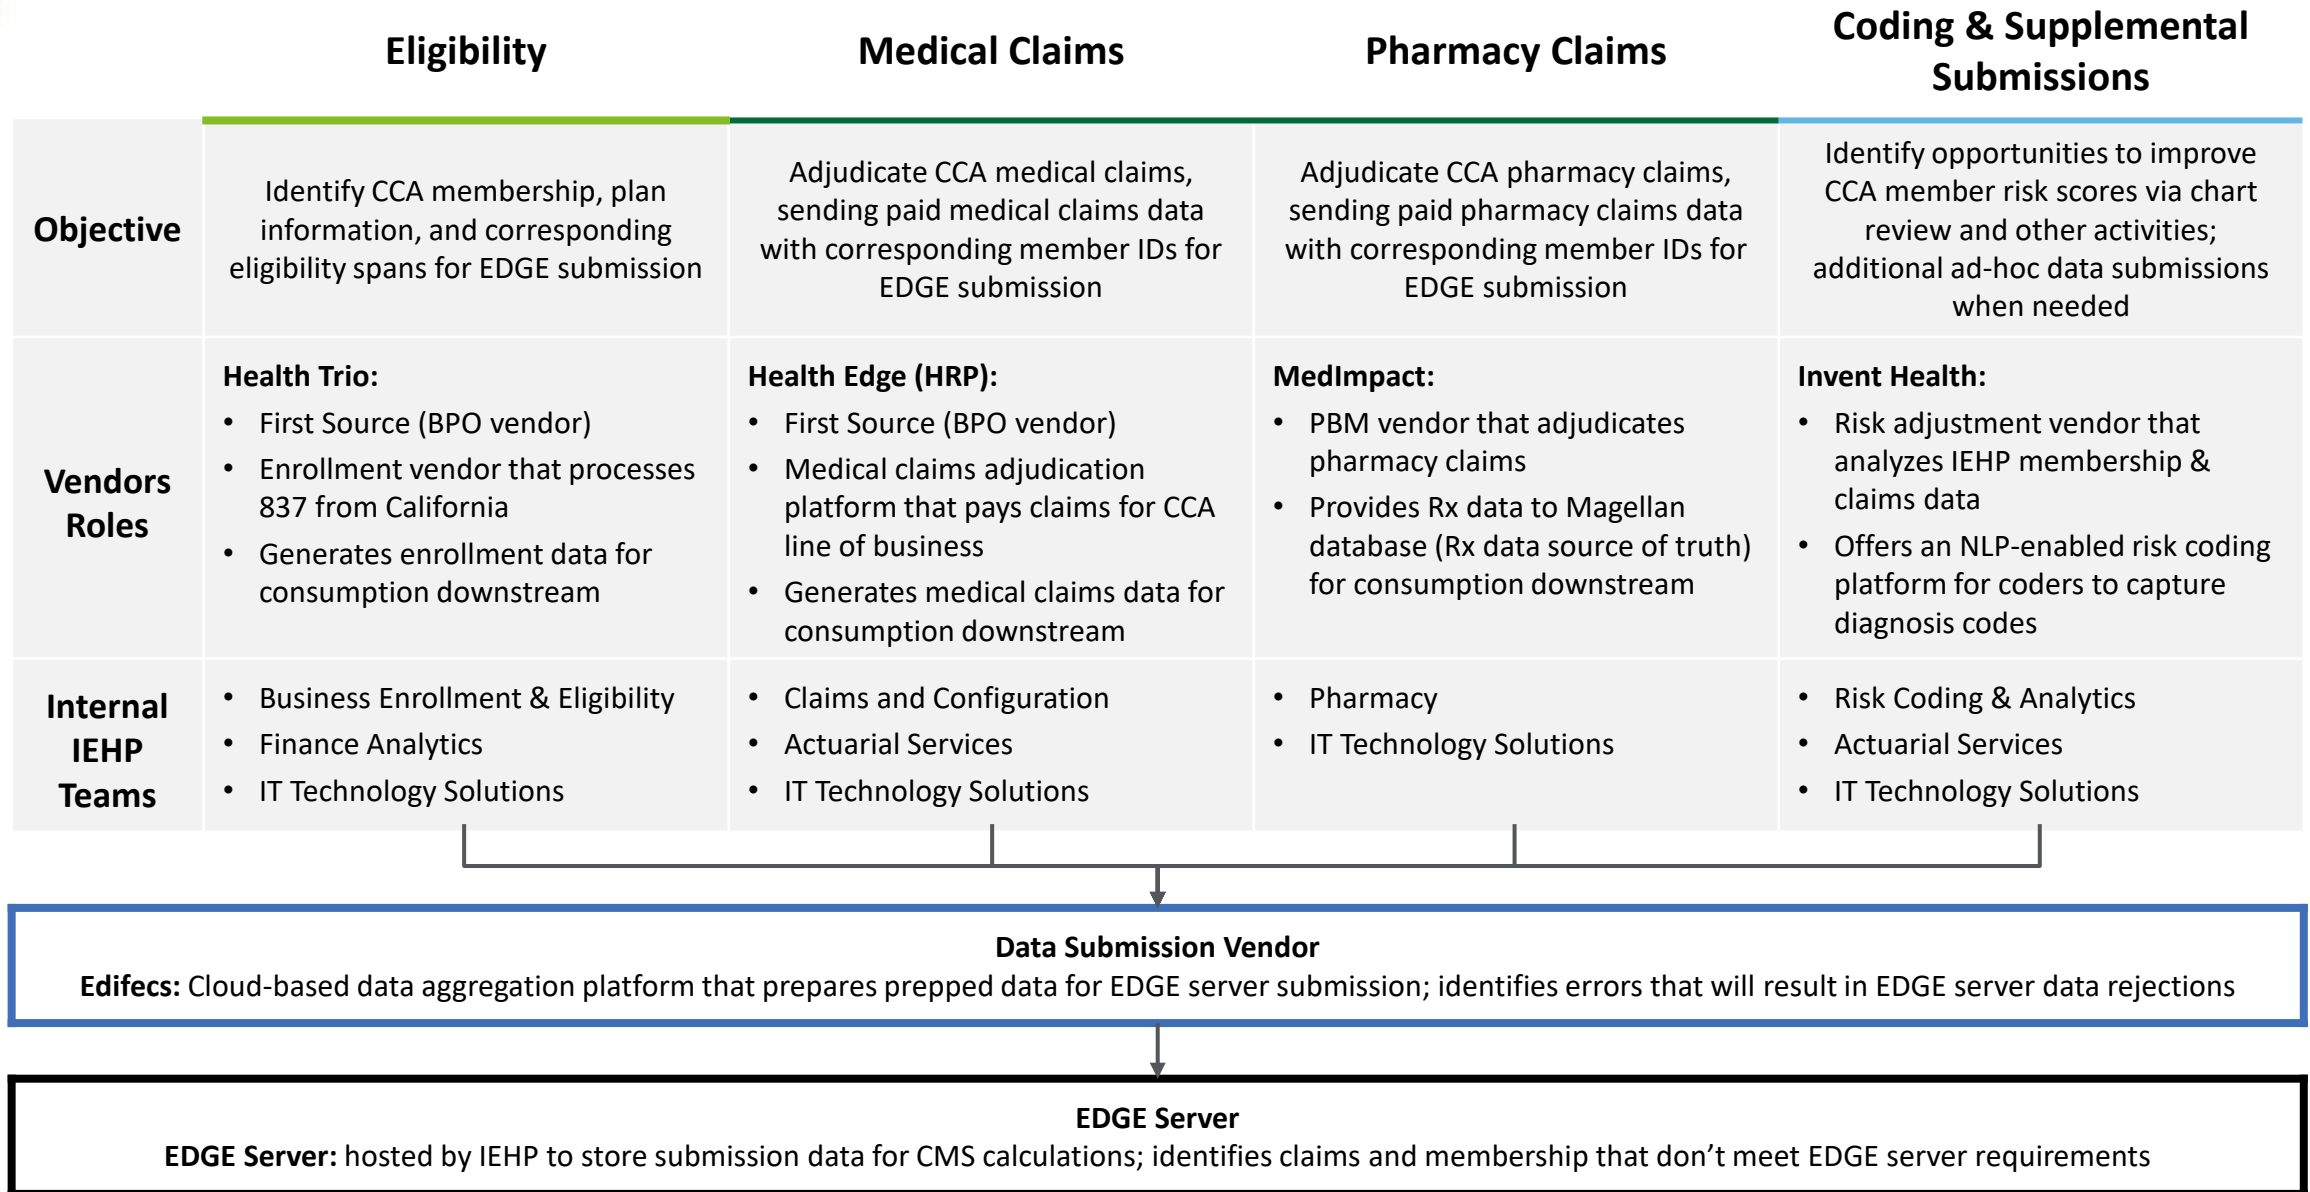 Eligibility
Medical Claims
Pharmacy Claims
Coding & Supplemental
Submissions
Objective
Identify CCA membership, plan
information, and corresponding
eligibility spans for EDGE submission
Adjudicate CCA medical claims,
sending paid medical claims data
with corresponding member IDs for
EDGE submission
Adjudicate CCA pharmacy claims,
sending paid pharmacy claims data
with corresponding member IDs for
EDGE submission
Identify opportunities to improve
CCA member risk scores via chart
review and other activities;
additional ad-hoc data submissions
when needed
Vendors
Roles
Health Trio:
• First Source (BPO vendor)
• Enrollment vendor that processes
837 from California
• Generates enrollment data for
consumption downstream
Health Edge (HRP):
• First Source (BPO vendor)
• Medical claims adjudication
platform that pays claims for CCA
line of business
• Generates medical claims data for
consumption downstream
MedImpact:
• PBM vendor that adjudicates
pharmacy claims
• Provides Rx data to Magellan
database (Rx data source of truth)
for consumption downstream
Invent Health:
• Risk adjustment vendor that
analyzes IEHP membership &
claims data
• Offers an NLP-enabled risk coding
platform for coders to capture
diagnosis codes
Internal
IEHP
Teams
• Business Enrollment & Eligibility
• Finance Analytics
• IT Technology Solutions
• Claims and Configuration
• Actuarial Services
• IT Technology Solutions
• Pharmacy
• IT Technology Solutions
• Risk Coding & Analytics
• Actuarial Services
• IT Technology Solutions
Data Submission Vendor
Edifecs: Cloud-based data aggregation platform that prepares prepped data for EDGE server submission; identifies errors that will result in EDGE server data rejections
EDGE Server
EDGE Server: hosted by IEHP to store submission data for CMS calculations; identifies claims and membership that don’t meet EDGE server requirements